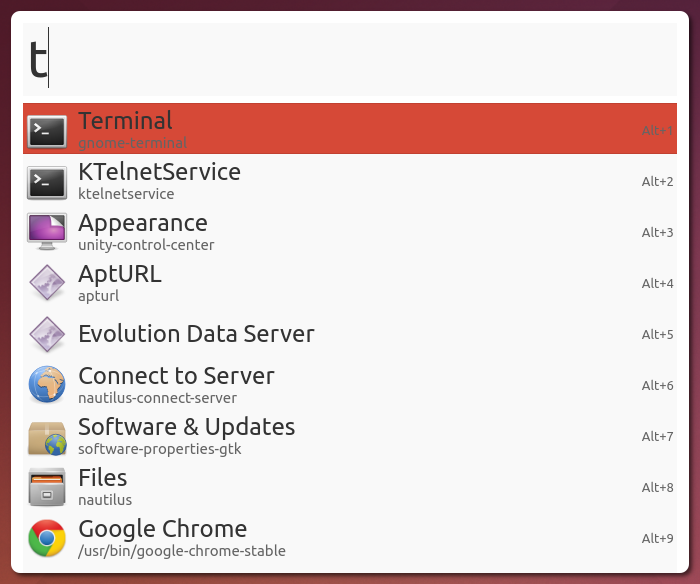 t
Terminal
gnome-terminal
Alt+1
KTelnetService
ktelnetservice
Alt+2
Appearance
unity-control-center
Alt+3
AptURL
apturl
Alt+4
Evolution Data Server
Alt+5
Connect to Server
nautilus-connect-server
Alt+6
Software & Updates
software-properties-gtk
Alt+7
Files
nautilus
Alt+8
Google Chrome
/usr/bin/google-chrome-stable
Alt+9